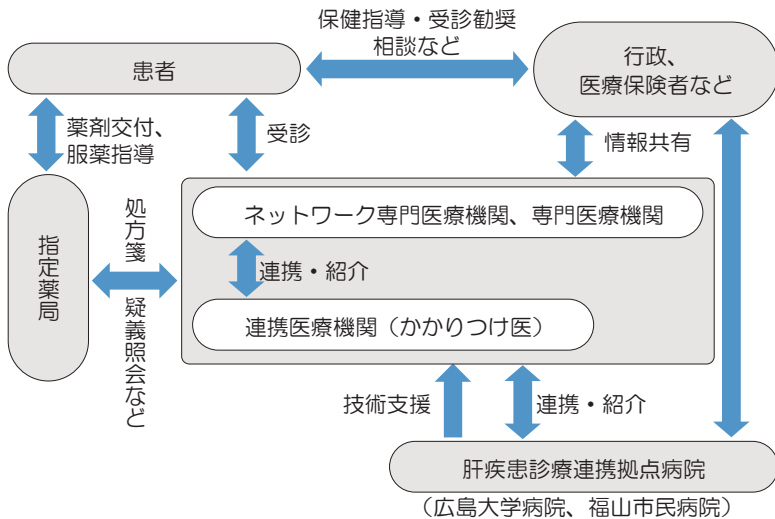 保健指導・受診勧奨
相談など
患者
行政、
医療保険者など
薬剤交付、
服薬指導
受診
情報共有
指定薬局
処方箋
疑義照会など
ネットワーク専門医療機関、専門医療機関
連携・紹介
連携医療機関（かかりつけ医）
技術支援
連携・紹介
肝疾患診療連携拠点病院
（広島大学病院、福山市民病院）